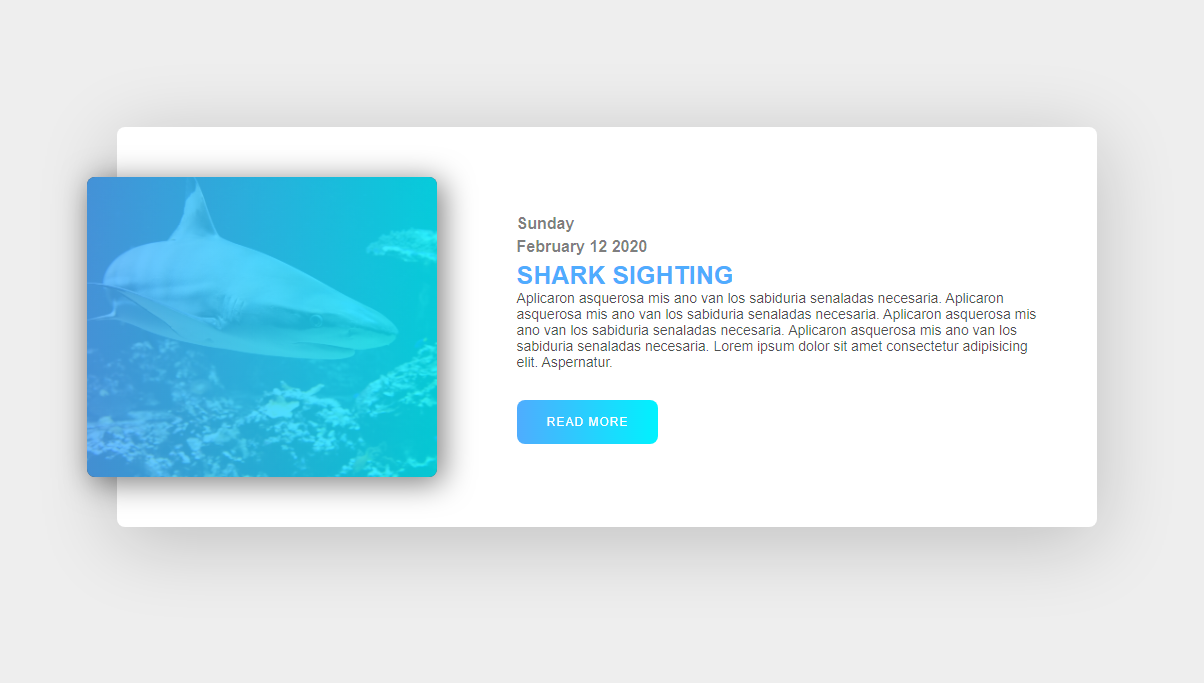 Sunday
February 12 2020
SHARK SIGHTING
Aplicaron asquerosa mis ano van los sabiduria senaladas necesaria. Aplicaron
asquerosa mis ano van los sabiduria senaladas necesaria. Aplicaron asquerosa mis
ano van los sabiduria senaladas necesaria. Aplicaron asquerosa mis ano van los
sabiduria senaladas necesaria. Lorem ipsum dolor sit amet consectetur adipisicing
elit. Aspernatur.
READ MORE